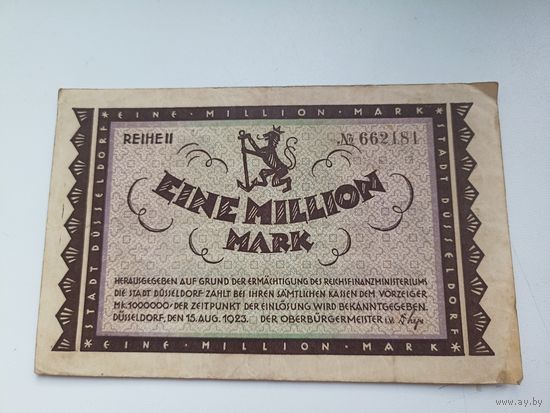 · EINE · MILLION · MARK ·
STADT DÜSSELDORF
STADT DÜSSELDORF
REIHE II
№ 662181
EINE MILLION
MARK
HERAUSGEGEBEN AUF GRUND DER ERMÄCHTIGUNG DES REICHSFINANZMINISTERIUMS
DIE STADT DÜSSELDORF ZAHLT BEI IHREN SÄMTLICHEN KASSEN DEM VORZEIGER
MK.1000000· DER ZEITPUNKT DER EINLÖSUNG WIRD BEKANNTGEGEBEN.
DÜSSELDORF, DEN 15. AUG. 1923. DER OBERBÜRGERMEISTER I.V.
· EINE · MILLION · MARK ·
www.ay.by